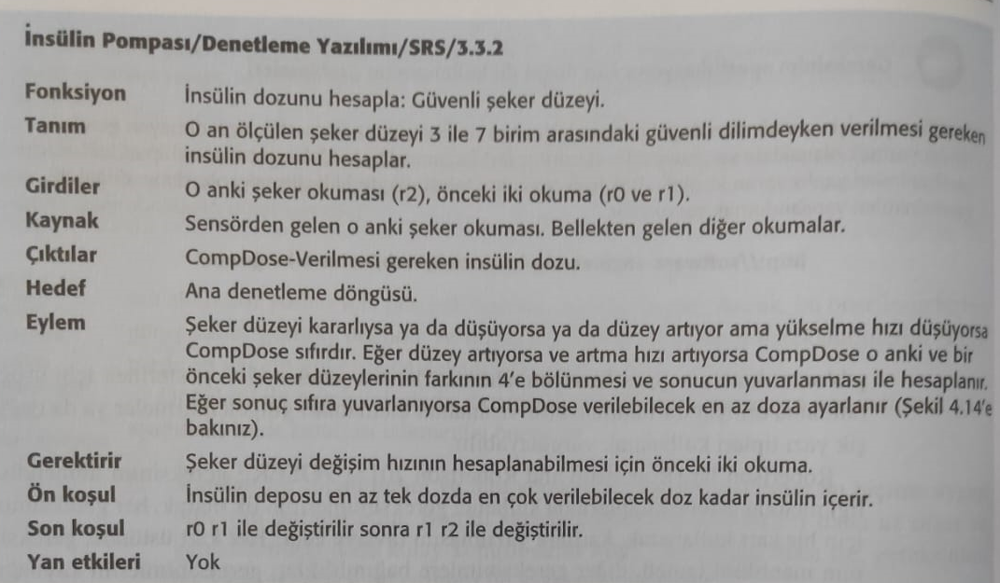 İnsülin Pompası/Denetleme Yazılımı/SRS/3.3.2
Fonksiyon İnsülin dozunu hesapla: Güvenli şeker düzeyi.
Tanım O an ölçülen şeker düzeyi 3 ile 7 birim arasındaki güvenli dilimdeyken verilmesi gereken
insülin dozunu hesaplar.
Girdiler O anki şeker okuması (r2), önceki iki okuma (r0 ve r1).
Kaynak Sensörden gelen o anki şeker okuması. Bellekten gelen diğer okumalar.
Çıktılar CompDose-Verilmesi gereken insülin dozu.
Hedef Ana denetleme döngüsü.
Eylem Şeker düzeyi kararlıysa ya da düşüyorsa ya da düzey artıyor ama yükselme hızı düşüyorsa
CompDose sıfırdır. Eğer düzey artıyorsa ve artma hızı artıyorsa CompDose o anki ve bir
önceki şeker düzeylerinin farkının 4'e bölünmesi ve sonucun yuvarlanması ile hesaplanır.
Eğer sonuç sıfıra yuvarlanıyorsa CompDose verilebilecek en az doza ayarlanır (Şekil 4.14'e
bakınız).
Gerektirir Şeker düzeyi değişim hızının hesaplanabilmesi için önceki iki okuma.
Ön koşul İnsülin deposu en az tek dozda en çok verilebilecek doz kadar insülin içerir.
Son koşul r0 r1 ile değiştirilir sonra r1 r2 ile değiştirilir.
Yan etkileri Yok